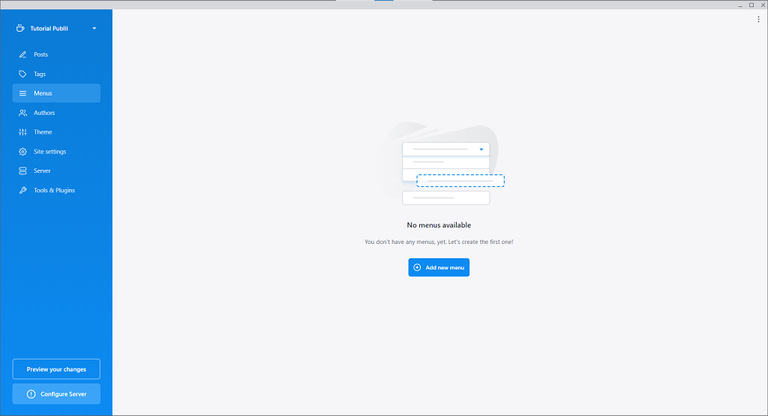 Tutorial Publii
Posts
Tags
Menus
Authors
Theme
Site settings
Server
Tools & Plugins
No menus available
You don't have any menus, yet. Let's create the first one!
Add new menu
Preview your changes
Configure Server